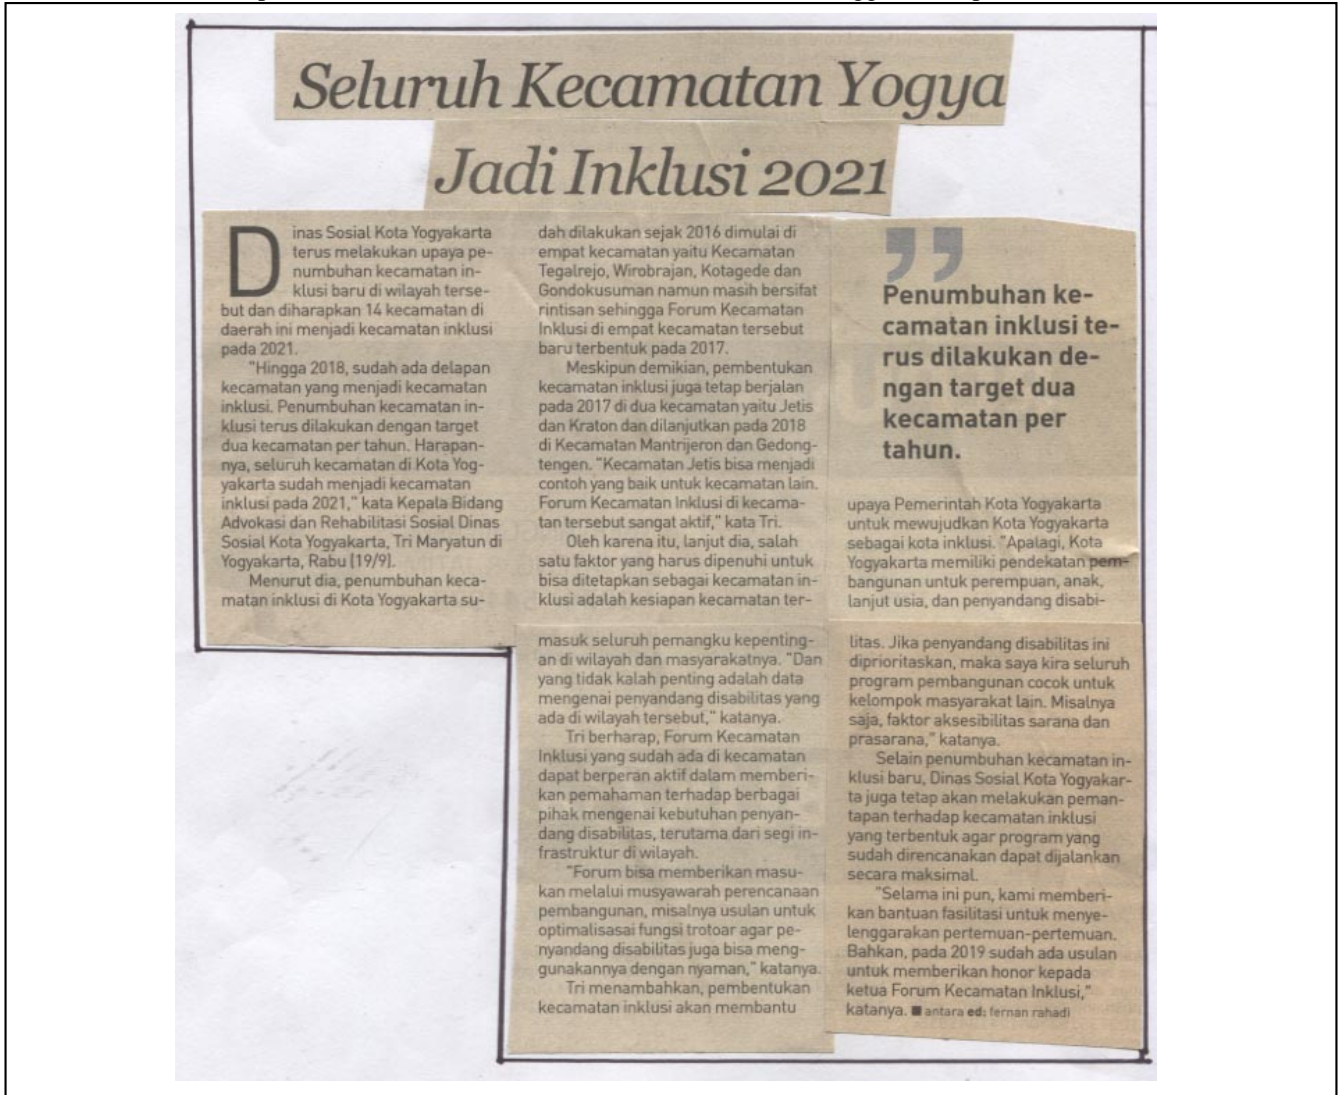 Seluruh Kecamatan Yogya
Jadi Inklusi 2021
Dinas Sosial Kota Yogyakarta
terus melakukan upaya pe-
numbuhan kecamatan in-
klusi baru di wilayah terse-
but dan diharapkan 14 kecamatan di
daerah ini menjadi kecamatan inklusi
pada 2021.
"Hingga 2018, sudah ada delapan
kecamatan yang menjadi kecamatan
inklusi. Penumbuhan kecamatan in-
klusi terus dilakukan dengan target
dua kecamatan per tahun. Harapan-
nya, seluruh kecamatan di Kota Yog-
yakarta sudah menjadi kecamatan
inklusi pada 2021," kata Kepala Bidang
Advokasi dan Rehabilitasi Sosial Dinas
Sosial Kota Yogyakarta, Tri Maryatun di
Yogyakarta, Rabu (19/9).
Menurut dia, penumbuhan keca-
matan inklusi di Kota Yogyakarta su-
dah dilakukan sejak 2016 dimulai di
empat kecamatan yaitu Kecamatan
Tegalrejo, Wirobrajan, Kotagede dan
Gondokusuman namun masih bersifat
rintisan sehingga Forum Kecamatan
Inklusi di empat kecamatan tersebut
baru terbentuk pada 2017.
Meskipun demikian, pembentukan
kecamatan inklusi juga tetap berjalan
pada 2017 di dua kecamatan yaitu Jetis
dan Kraton dan dilanjutkan pada 2018
di Kecamatan Mantrijeron dan Gedong-
tengen. "Kecamatan Jetis bisa menjadi
contoh yang baik untuk kecamatan lain.
Forum Kecamatan Inklusi di kecama-
tan tersebut sangat aktif," kata Tri.
Oleh karena itu, lanjut dia, salah
satu faktor yang harus dipenuhi untuk
bisa ditetapkan sebagai kecamatan in-
klusi adalah kesiapan kecamatan ter-
masuk seluruh pemangku kepenting-
an di wilayah dan masyarakatnya. "Dan
yang tidak kalah penting adalah data
mengenai penyandang disabilitas yang
ada di wilayah tersebut," katanya.
Tri berharap, Forum Kecamatan
Inklusi yang sudah ada di kecamatan
dapat berperan aktif dalam memberi-
kan pemahaman terhadap berbagai
pihak mengenai kebutuhan penyan-
dang disabilitas, terutama dari segi in-
frastruktur di wilayah.
"Forum bisa memberikan masu-
kan melalui musyawarah perencanaan
pembangunan, misalnya usulan untuk
optimalisasai fungsi trotoar agar pe-
nyandang disabilitas juga bisa meng-
gunakannya dengan nyaman," katanya.
Tri menambahkan, pembentukan
kecamatan inklusi akan membantu
”
Penumbuhan ke-
camatan inklusi te-
rus dilakukan de-
ngan target dua
kecamatan per
tahun.
upaya Pemerintah Kota Yogyakarta
untuk mewujudkan Kota Yogyakarta
sebagai kota inklusi. "Apalagi, Kota
Yogyakarta memiliki pendekatan pem-
bangunan untuk perempuan, anak,
lanjut usia, dan penyandang disabi-
litas. Jika penyandang disabilitas ini
diprioritaskan, maka saya kira seluruh
program pembangunan cocok untuk
kelompok masyarakat lain. Misalnya
saja, faktor aksesibilitas sarana dan
prasarana," katanya.
Selain penumbuhan kecamatan in-
klusi baru, Dinas Sosial Kota Yogyakar-
ta juga tetap akan melakukan peman-
tapan terhadap kecamatan inklusi
yang terbentuk agar program yang
sudah direncanakan dapat dijalankan
secara maksimal.
"Selama ini pun, kami memberi-
kan bantuan fasilitasi untuk menye-
lenggarakan pertemuan-pertemuan.
Bahkan, pada 2019 sudah ada usulan
untuk memberikan honor kepada
ketua Forum Kecamatan Inklusi,"
katanya. ■ antara ed: fernan rahadi